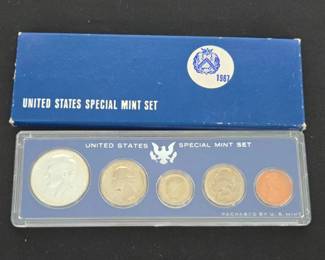 1967
UNITED STATES SPECIAL MINT SET
UNITED STATES SPECIAL MINT SET
PACKAGED BY U.S. MINT